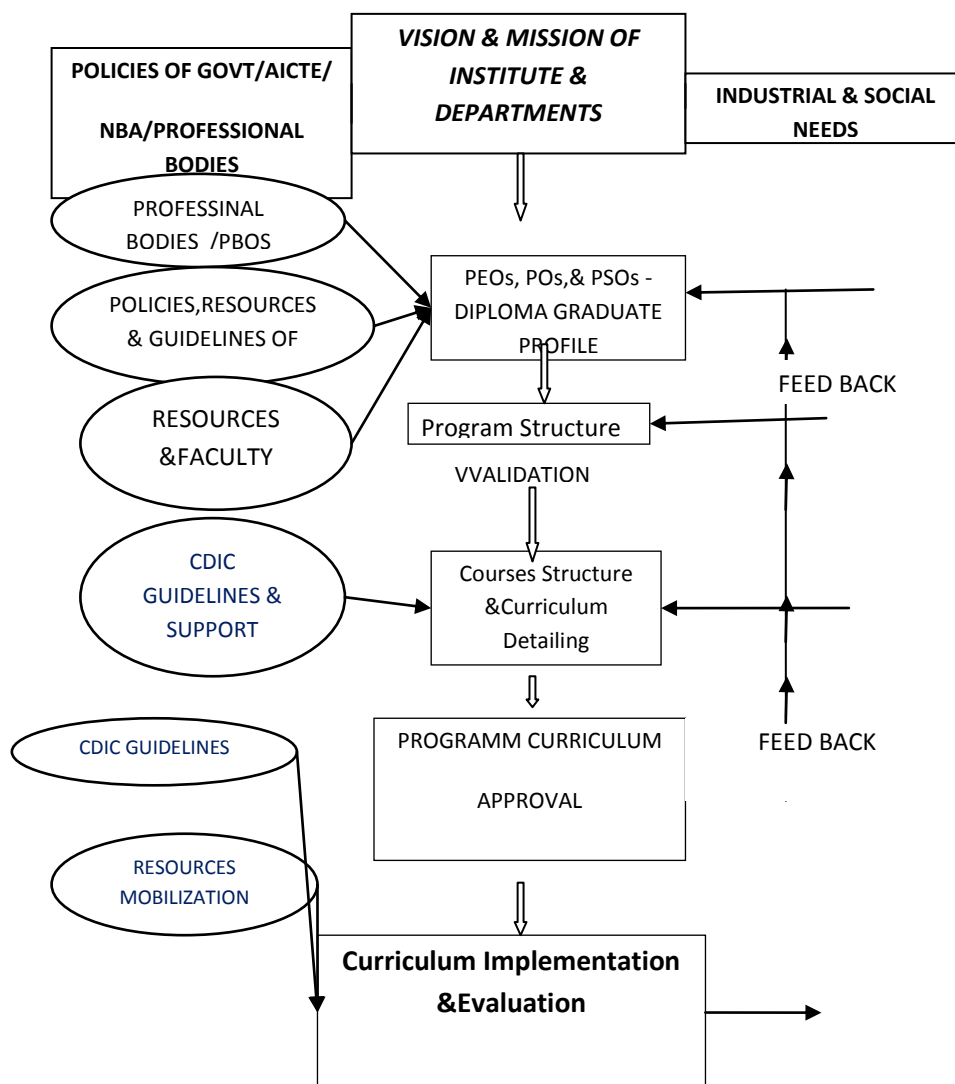 POLICIES OF GOVT/AICTE/
NBA/PROFESSIONAL
BODIES
VISION & MISSION OF
INSTITUTE &
DEPARTMENTS
INDUSTRIAL & SOCIAL
NEEDS
PROFESSINAL
BODIES /PBOS
POLICIES,RESOURCES
& GUIDELINES OF
RESOURCES
&FACULTY
PEOs, POs,& PSOs -
DIPLOMA GRADUATE
PROFILE
FEED BACK
Program Structure
VVALIDATION
CDIC
GUIDELINES &
SUPPORT
Courses Structure
&Curriculum
Detailing
CDIC GUIDELINES
PROGRAMM CURRICULUM
APPROVAL
FEED BACK
RESOURCES
MOBILIZATION
Curriculum Implementation
&Evaluation